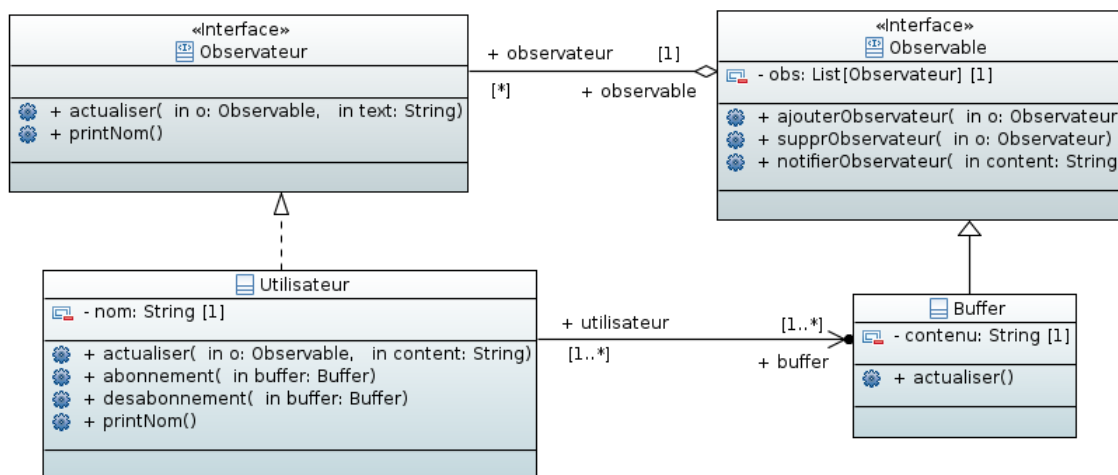 «Interface»
Observateur
+ actualiser( in o: Observable, in text: String)
+ printNom()
+ observateur [1]
[*] + observable
«Interface»
Observable
- obs: List[Observateur] [1]
+ ajouterObservateur( in o: Observateur
+ supprObservateur( in o: Observateur)
+ notifierObservateur( in content: String
Utilisateur
- nom: String [1]
+ actualiser( in o: Observable, in content: String)
+ abonnement( in buffer: Buffer)
+ desabonnement( in buffer: Buffer)
+ printNom()
+ utilisateur [1..*]
[1..*] + buffer
Buffer
- contenu: String [1]
+ actualiser()